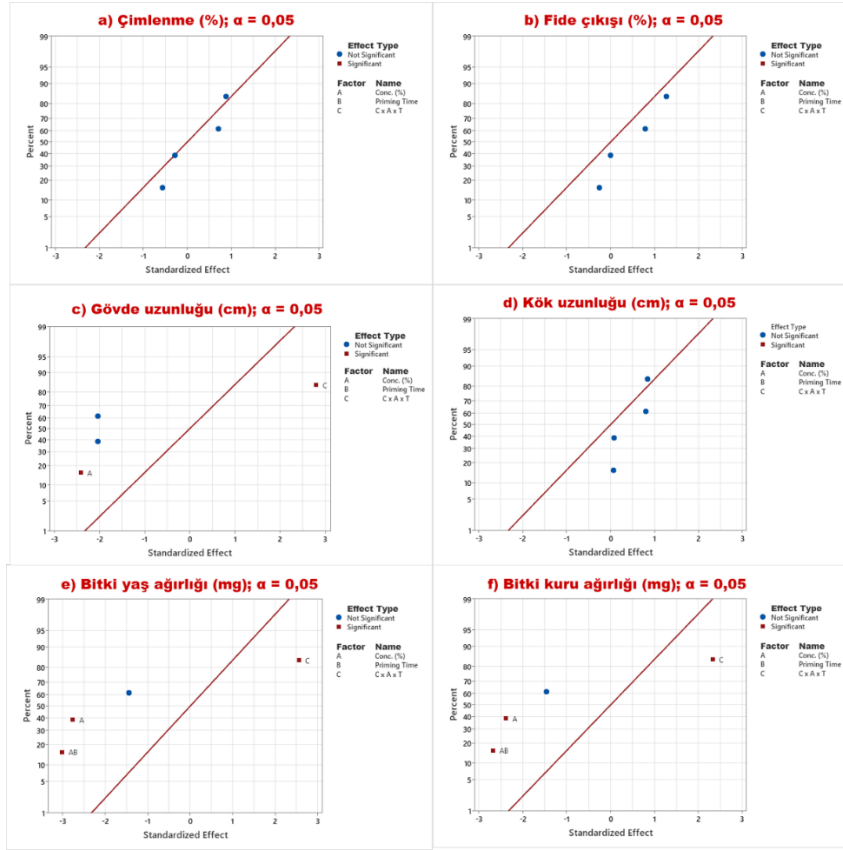 a) Çimlenme (%); α = 0,05
99
95
90
80
70
60
50
40
30
20
10
5
1
Percent
-3 -2 -1 0 1 2 3
Standardized Effect
Effect Type
Not Significant
Significant
Factor Name
A Conc. (%)
B Priming Time
C C x A x T
b) Fide çıkışı (%); α = 0,05
99
95
90
80
70
60
50
40
30
20
10
5
1
Percent
-3 -2 -1 0 1 2 3
Standardized Effect
Effect Type
Not Significant
Significant
Factor Name
A Conc. (%)
B Priming Time
C C x A x T
c) Gövde uzunluğu (cm); α = 0,05
99
95
90
80
70
60
50
40
30
20
10
5
1
Percent
C
A
-3 -2 -1 0 1 2 3
Standardized Effect
Effect Type
Not Significant
Significant
Factor Name
A Conc. (%)
B Priming Time
C C x A x T
d) Kök uzunluğu (cm); α = 0,05
99
95
90
80
70
60
50
40
30
20
10
5
1
Percent
-3 -2 -1 0 1 2 3
Standardized Effect
Effect Type
Not Significant
Significant
Factor Name
A Conc. (%)
B Priming Time
C C x A x T
e) Bitki yaş ağırlığı (mg); α = 0,05
99
95
90
80
70
60
50
40
30
20
10
5
1
Percent
C
A
AB
-3 -2 -1 0 1 2 3
Standardized Effect
Effect Type
Not Significant
Significant
Factor Name
A Conc. (%)
B Priming Time
C C x A x T
f) Bitki kuru ağırlığı (mg); α = 0,05
99
95
90
80
70
60
50
40
30
20
10
5
1
Percent
C
A
AB
-3 -2 -1 0 1 2 3
Standardized Effect
Effect Type
Not Significant
Significant
Factor Name
A Conc. (%)
B Priming Time
C C x A x T